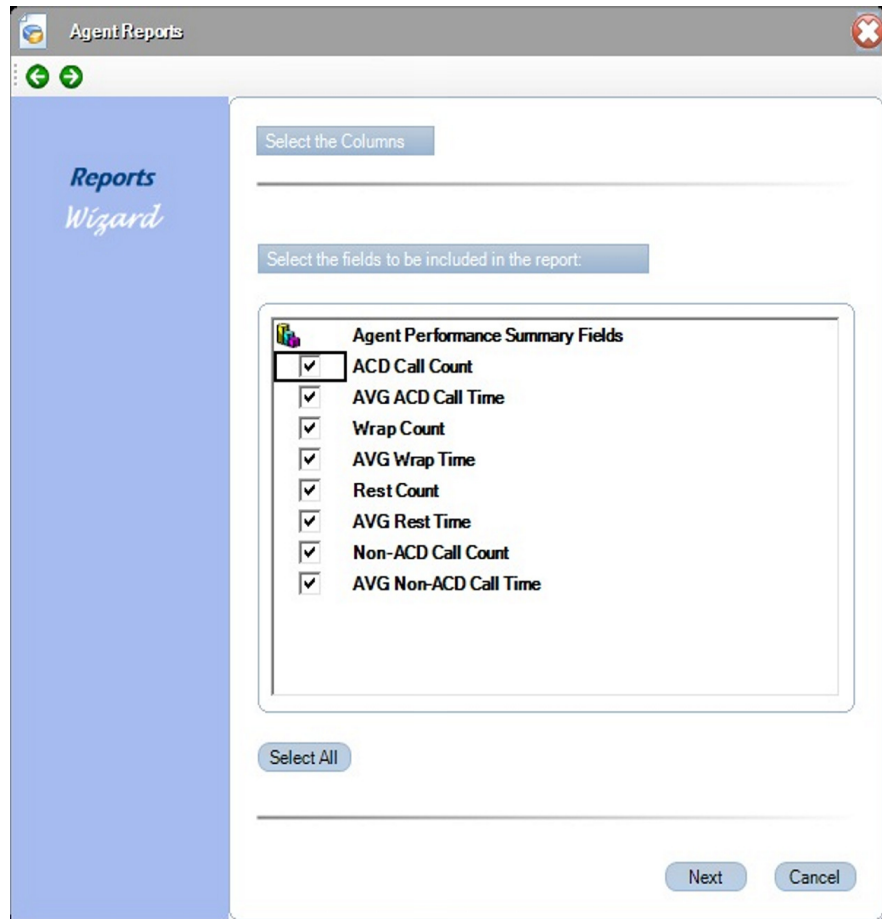 Agent Reports
Reports
Wizard
Select the Columns
Select the fields to be included in the report:
Agent Performance Summary Fields
ACD Call Count
AVG ACD Call Time
Wrap Count
AVG Wrap Time
Rest Count
AVG Rest Time
Non-ACD Call Count
AVG Non-ACD Call Time
Select All
Next
Cancel